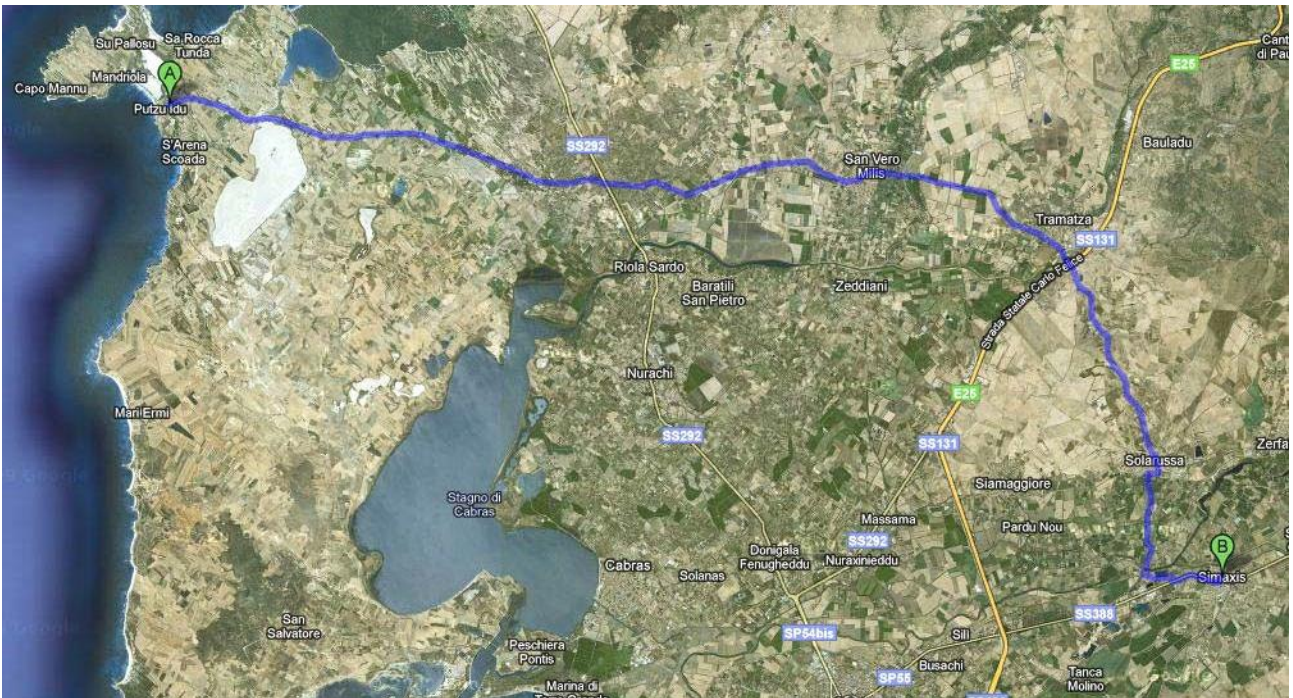 Su Pallosu
Sa Rocca
Tunda
Cant
di Pau
E25
Mandriola
A
Capo Mannu
Putzu Idu
S'Arena
Scoada
SS292
Bauladu
San Vero
Milis
Tramatza
SS131
Riola Sardo
Baratili
San Pietro
Zeddiani
Strada Statale Carlo Felice
Nurachi
E25
Mari Ermi
SS292
SS131
Zerfa
Solarussa
Siamaggiore
Stagno di
Cabras
Massama
Pardu Nou
SS292
B
Donigala
Fenugheddu
Nuraxinieddu
Cabras
Solanas
Simaxis
San
Salvatore
SS388
SP54bis
Sili
Peschiera
Pontis
Busachi
Tanca
Molino
SP55
Marina di